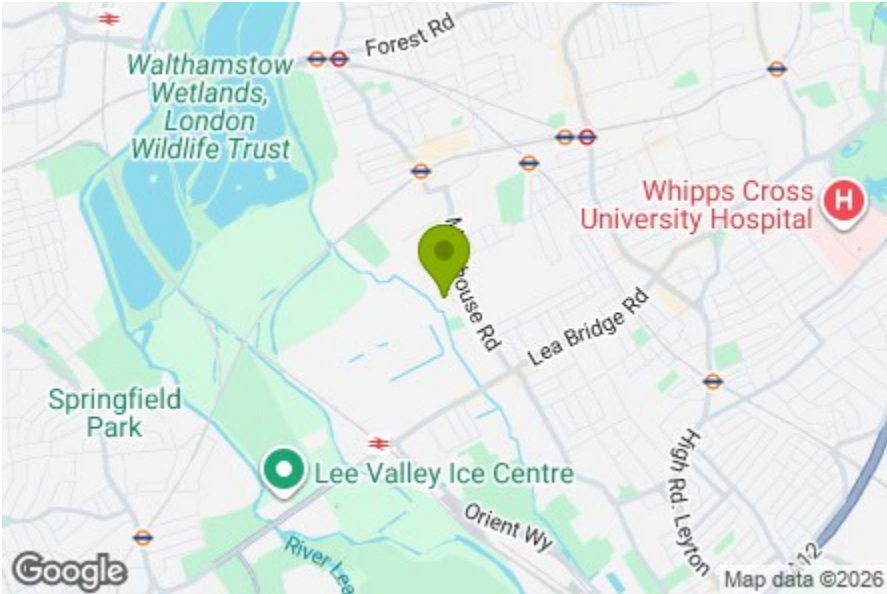 Forest Rd
Walthamstow
Wetlands,
London
Wildlife Trust
Whipps Cross
University Hospital
H
ouse Rd
Lea Bridge Rd
Springfield
Park
Lee Valley Ice Centre
High Rd. Leyton
Orient Wy
River Lea
A12
Google
Map data ©2026